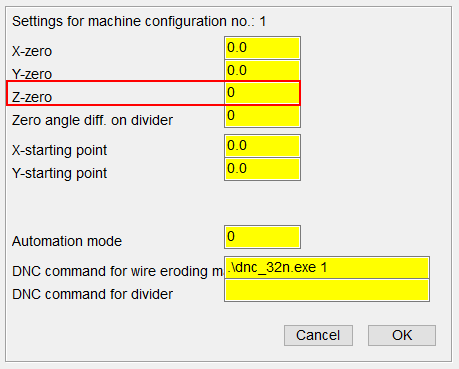 Settings for machine configuration no.: 1
X-zero 0.0
Y-zero 0.0
Z-zero 0
Zero angle diff. on divider 0
X-starting point 0.0
Y-starting point 0.0
Automation mode 0
DNC command for wire eroding m .\dnc_32n.exe 1
DNC command for divider
Cancel OK